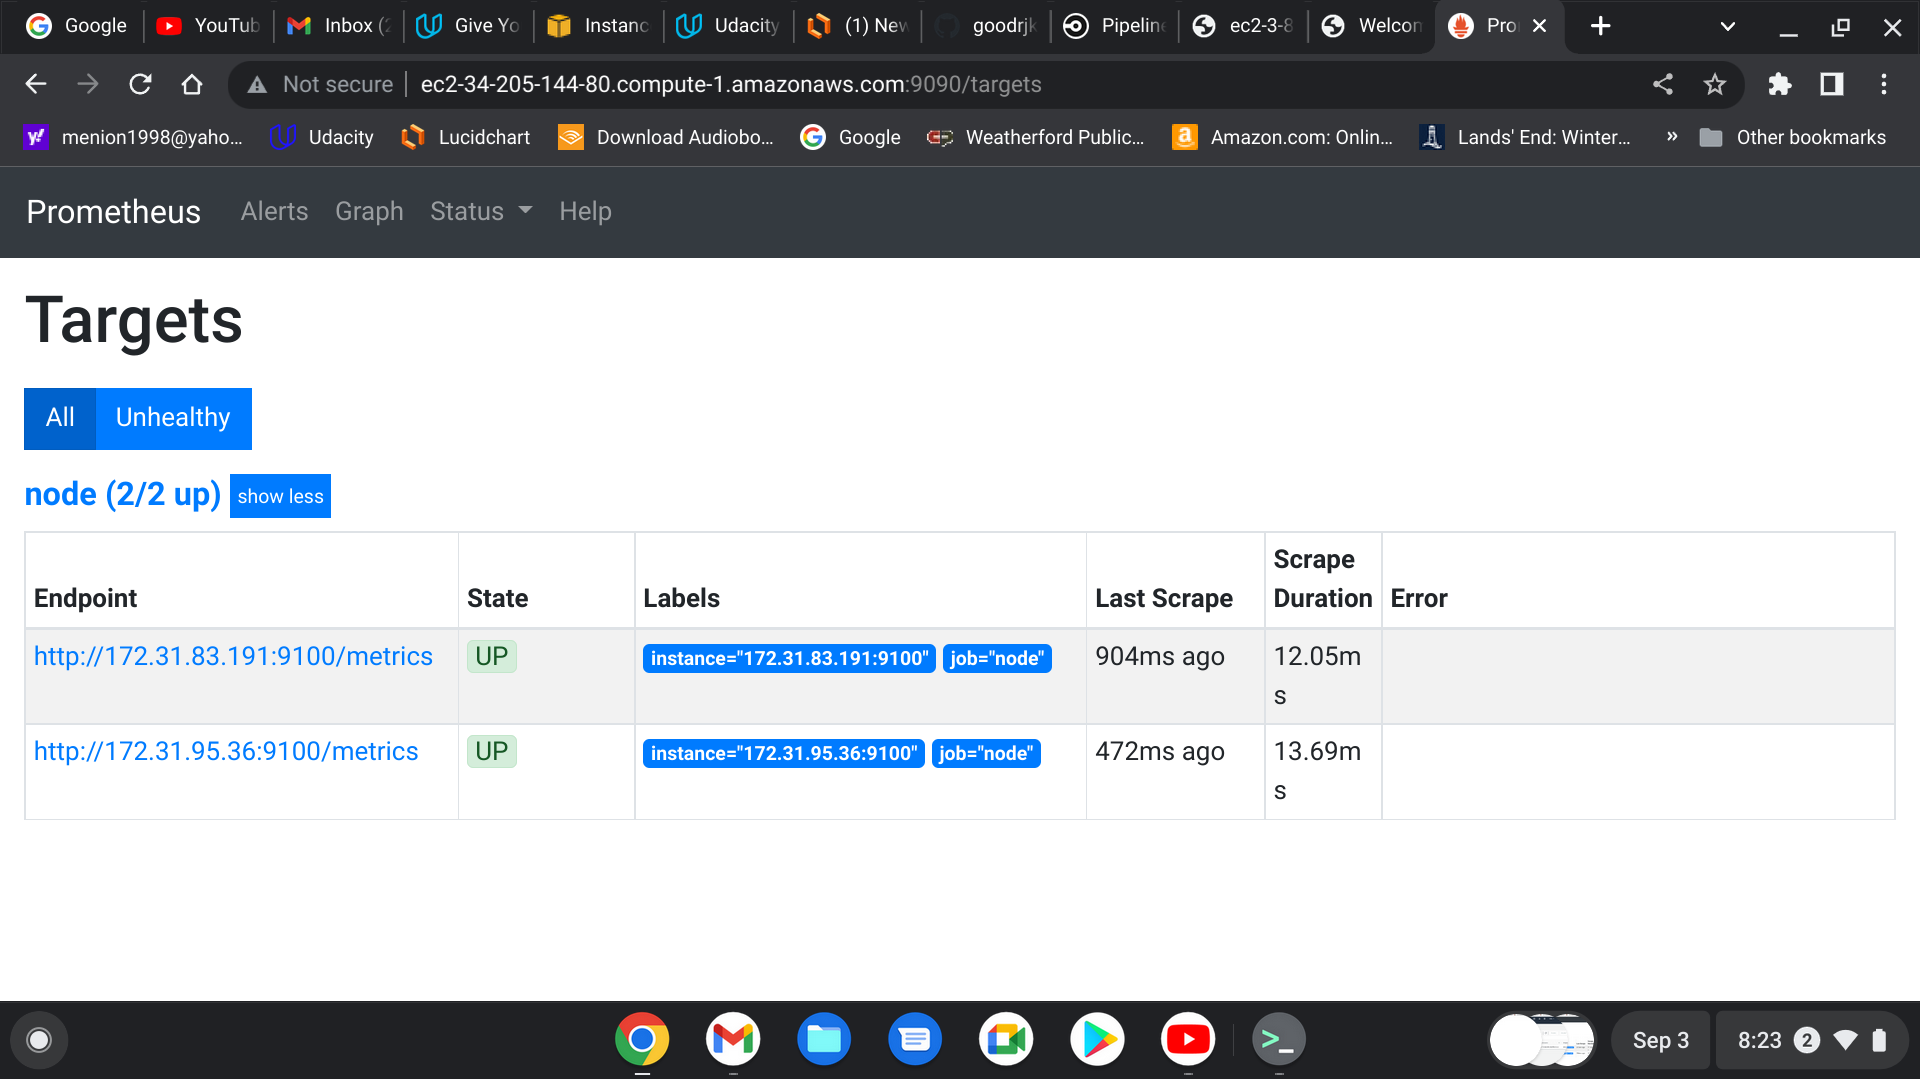 Google YouTub Inbox (2 Give Yo Instanc Udacity (1) New goodrjk Pipeline ec2-3-8 Welcom Pro
Not secure ec2-34-205-144-80.compute-1.amazonaws.com:9090/targets
menion1998@yaho... Udacity Lucidchart Download Audiobo... Google Weatherford Public... Amazon.com: Onlin... Lands' End: Winter... » Other bookmarks
Prometheus Alerts Graph Status Help
Targets
All Unhealthy
node (2/2 up) show less
Endpoint State Labels Last Scrape Scrape Duration Error
http://172.31.83.191:9100/metrics UP instance="172.31.83.191:9100" job="node" 904ms ago 12.05ms
http://172.31.95.36:9100/metrics UP instance="172.31.95.36:9100" job="node" 472ms ago 13.69ms
Sep 3 8:23 2